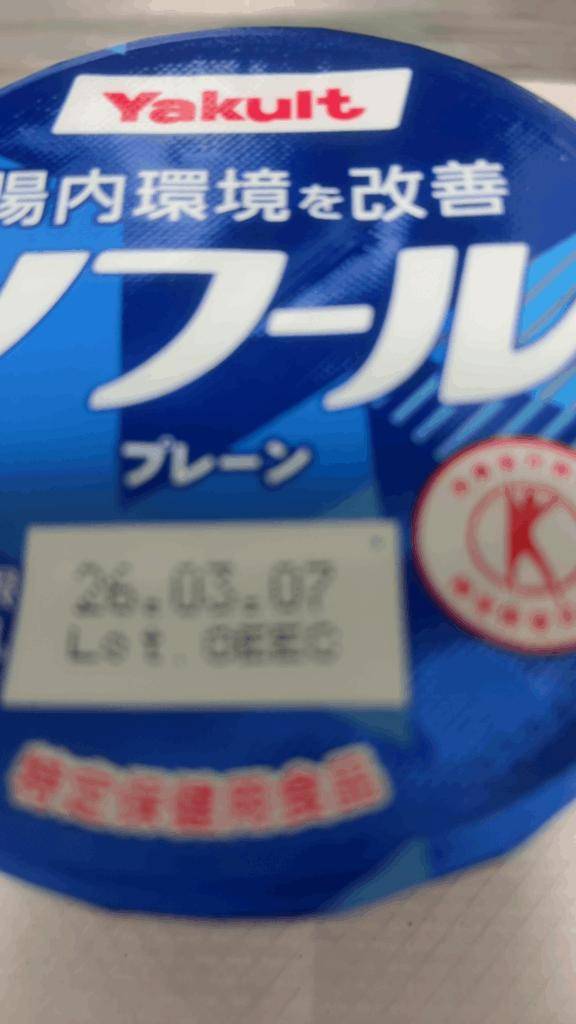 Yakult
腸内環境を改善
ソフール
プレーン
26.03.07
Lot.
特定保健用食品